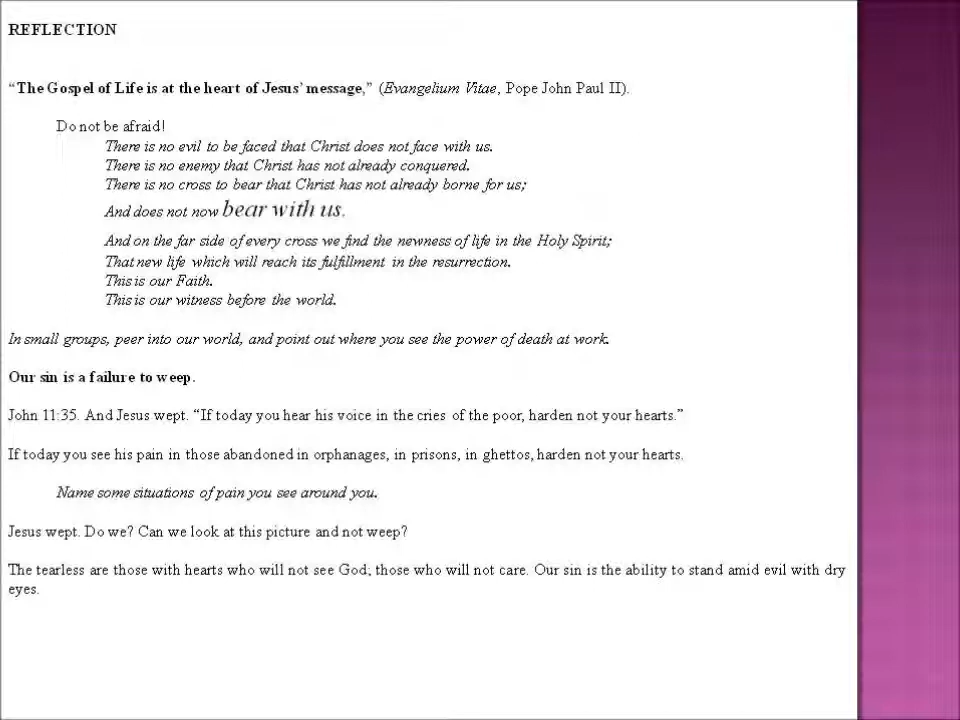 REFLECTION
“The Gospel of Life is at the heart of Jesus’ message,” (Evangelium Vitae, Pope John Paul II).
Do not be afraid!
There is no evil to be faced that Christ does not face with us.
There is no enemy that Christ has not already conquered.
There is no cross to bear that Christ has not already borne for us;
And does not now bear with us.
And on the far side of every cross we find the newness of life in the Holy Spirit;
That new life which will reach its fulfillment in the resurrection.
This is our Faith.
This is our witness before the world.
In small groups, peer into our world, and point out where you see the power of death at work.
Our sin is a failure to weep.
John 11:35. And Jesus wept. “If today you hear his voice in the cries of the poor, harden not your hearts.”
If today you see his pain in those abandoned in orphanages, in prisons, in ghettos, harden not your hearts.
Name some situations of pain you see around you.
Jesus wept. Do we? Can we look at this picture and not weep?
The tearless are those with hearts who will not see God; those who will not care. Our sin is the ability to stand amid evil with dry
eyes.